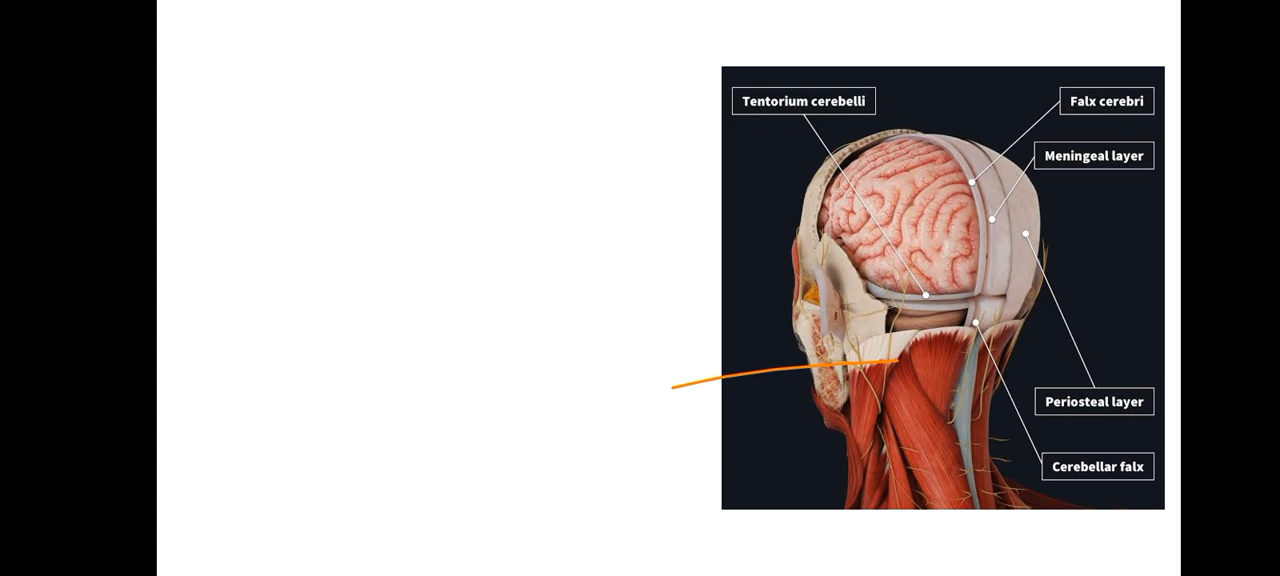 Tentorium cerebelli
Falx cerebri
Meningeal layer
Periosteal layer
Cerebellar falx